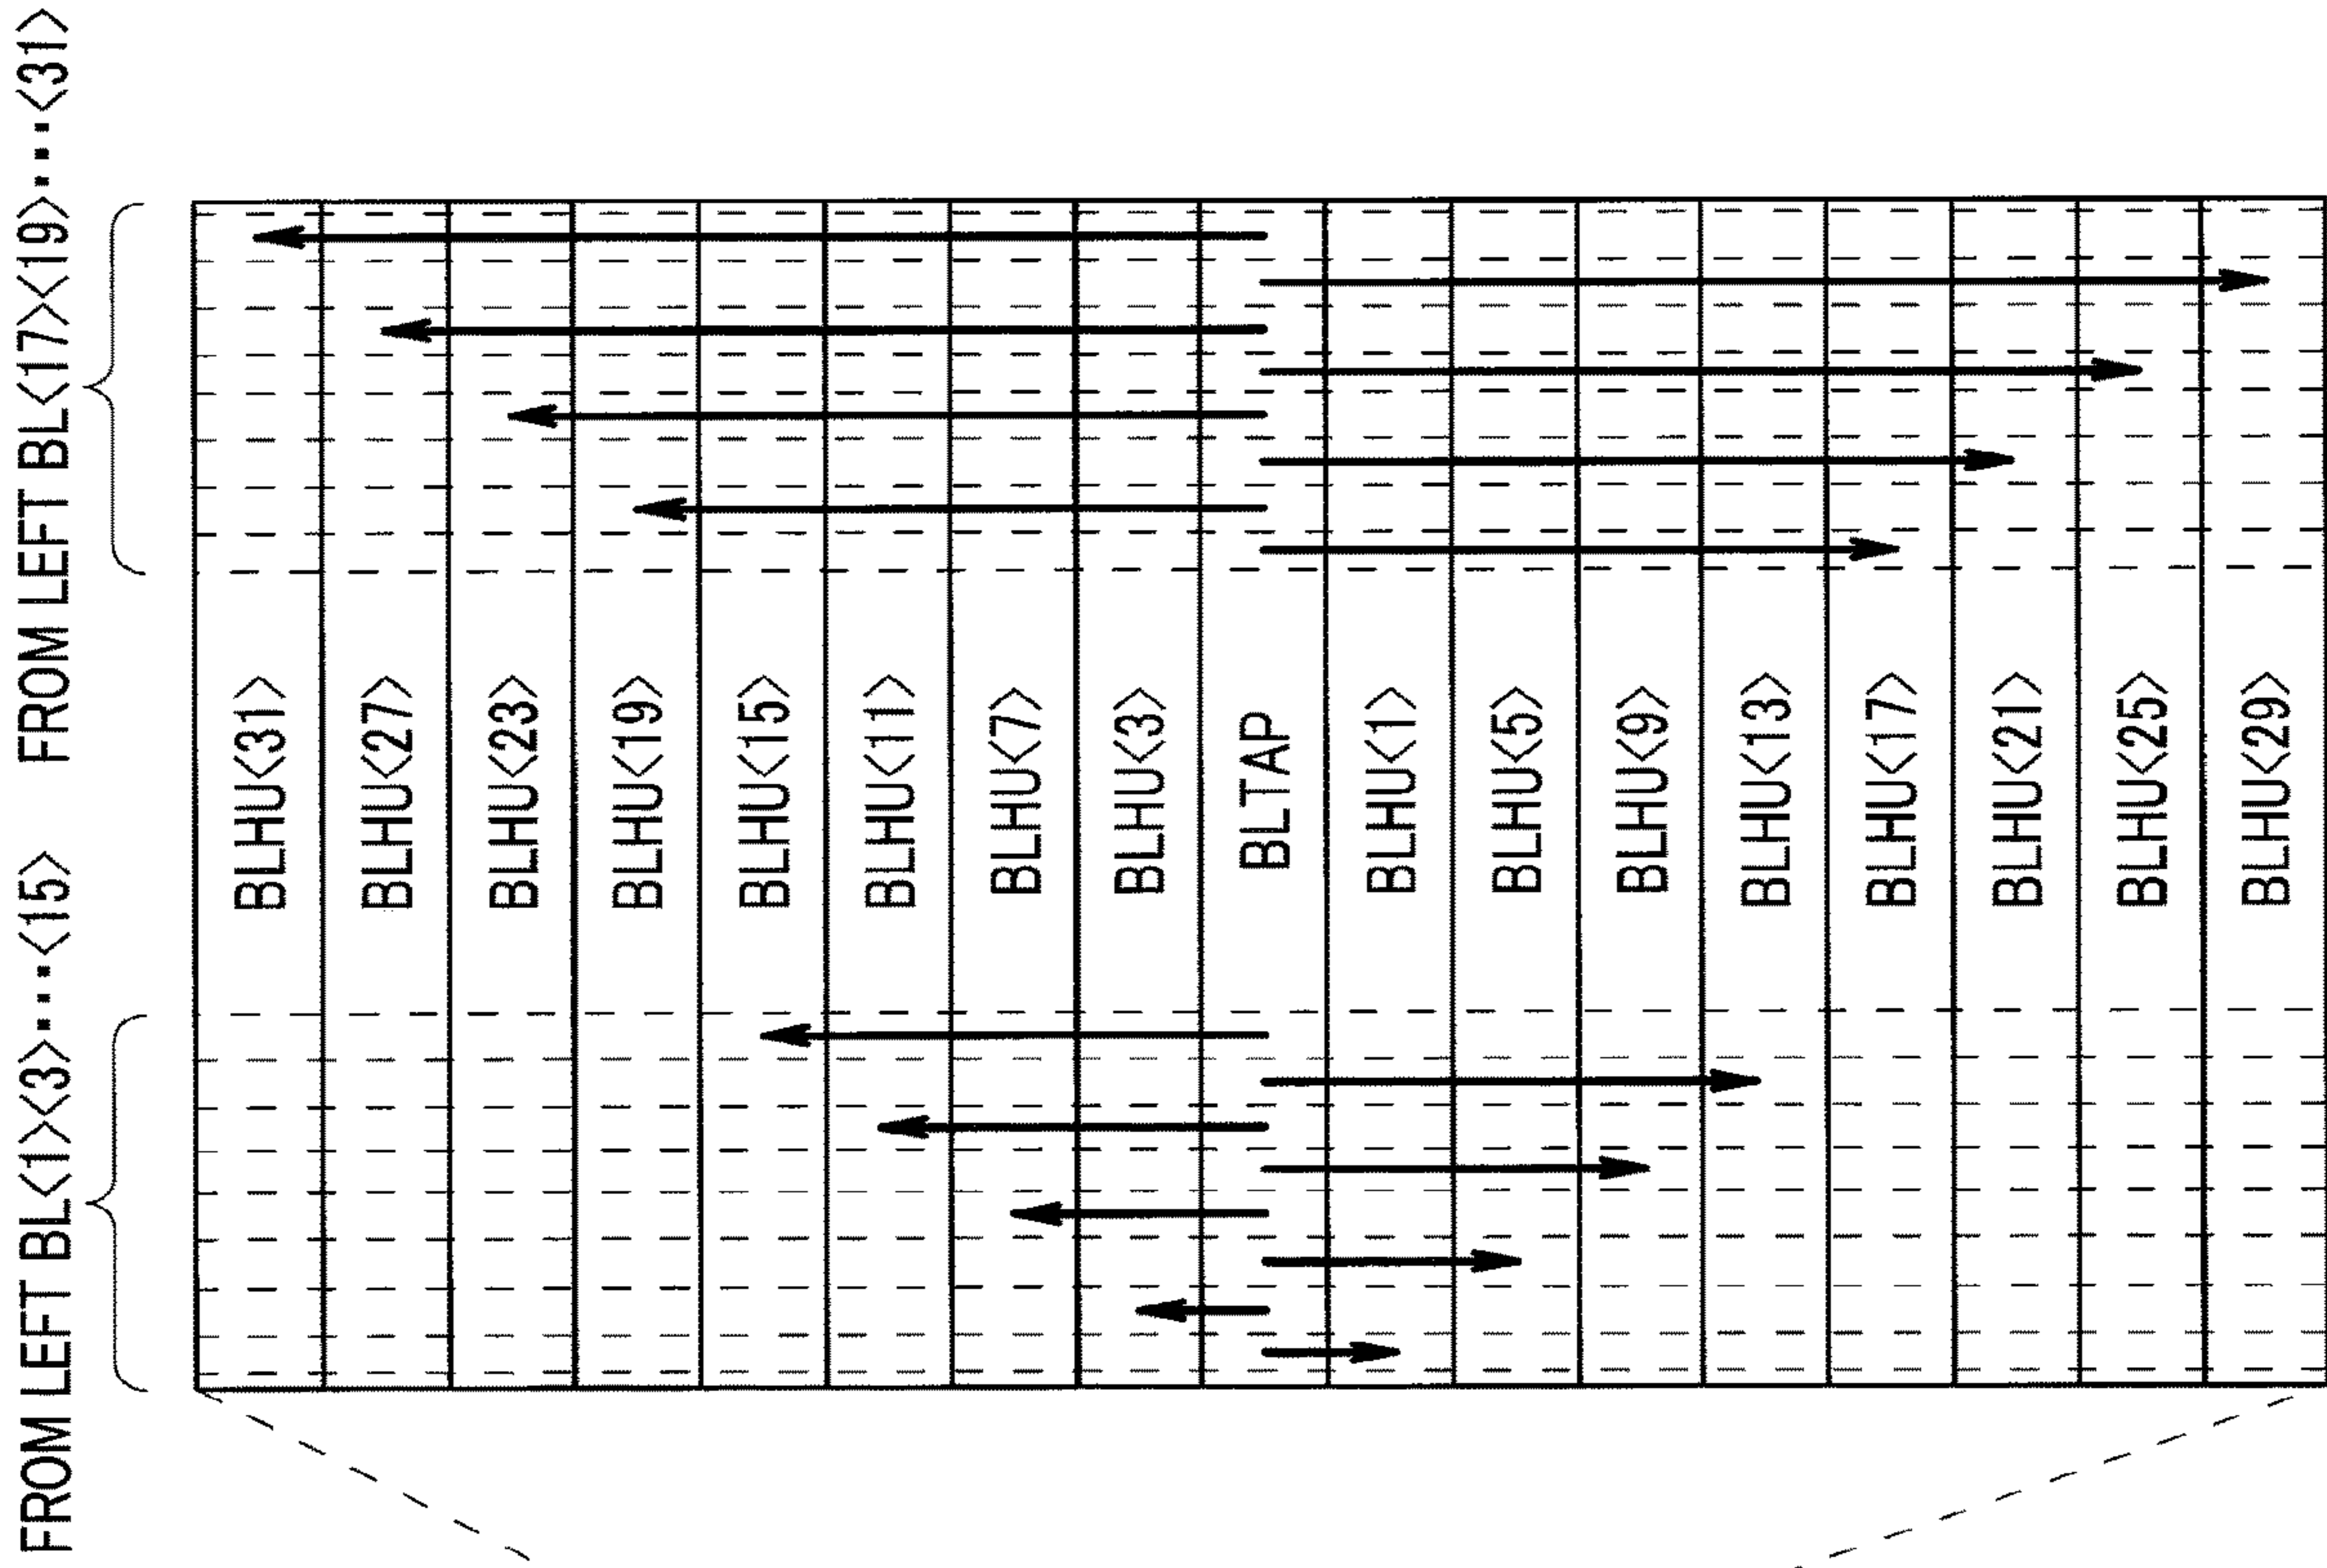 FROM LEFT BL<1><3>▪▪▪<15>
FROM LEFT BL<17><19>▪▪▪<31>
BLHU<31>
BLHU<27>
BLHU<23>
BLHU<19>
BLHU<15>
BLHU<11>
BLHU<7>
BLHU<3>
BLTAP
BLHU<1>
BLHU<5>
BLHU<9>
BLHU<13>
BLHU<17>
BLHU<21>
BLHU<25>
BLHU<29>